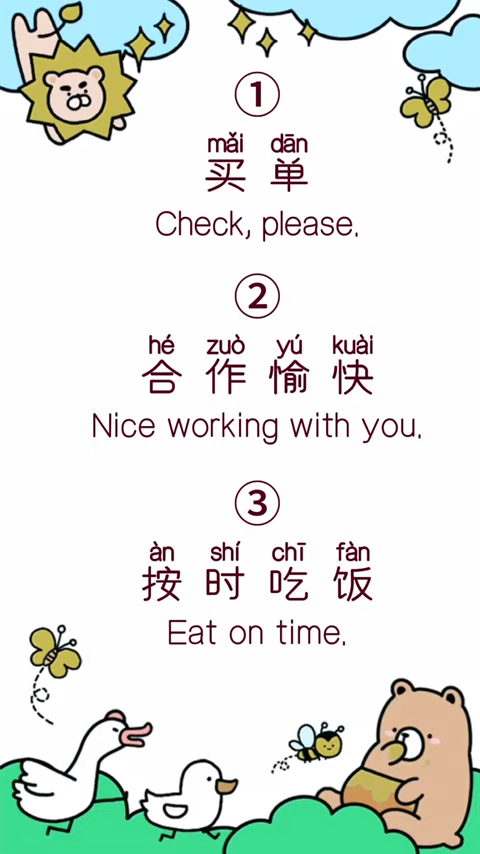 ①
mǎi dān
买单
Check, please.
②
hé zuò yú kuài
合作愉快
Nice working with you.
③
àn shí chī fàn
按时吃饭
Eat on time.